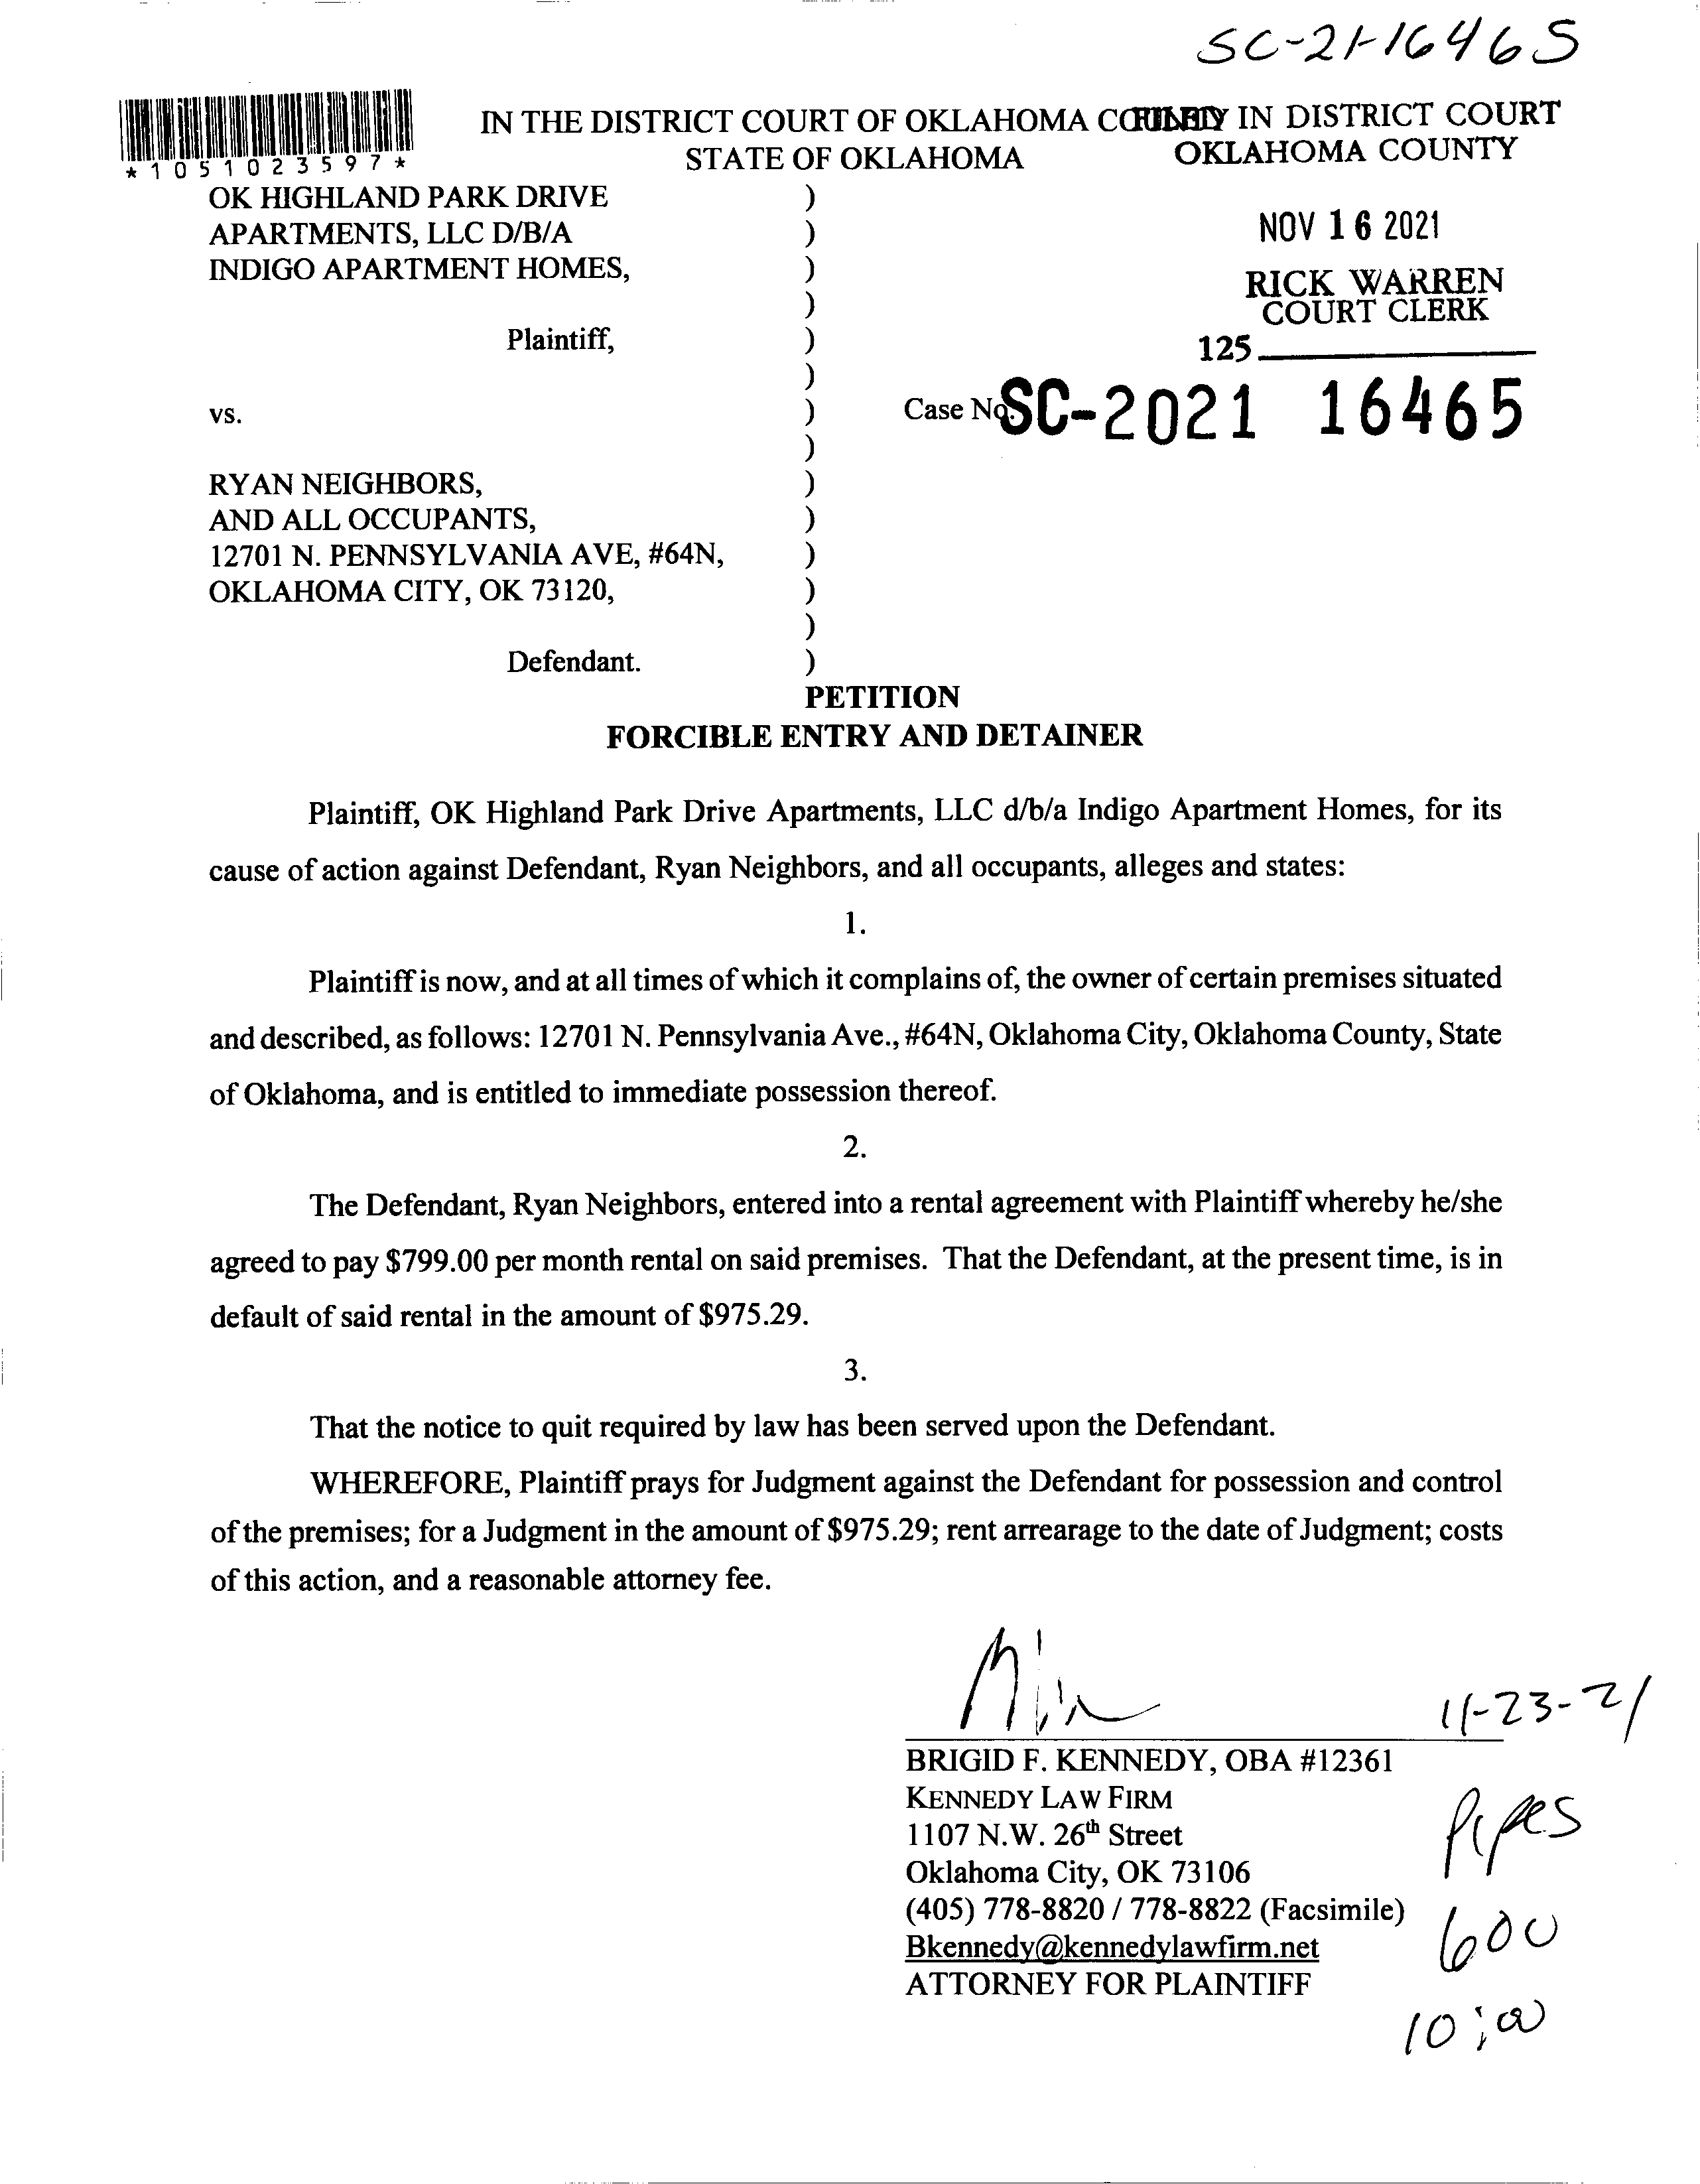 SC-21-16465
IN THE DISTRICT COURT OF OKLAHOMA COUNTY
FILED IN DISTRICT COURT
STATE OF OKLAHOMA
OKLAHOMA COUNTY
*1051023597*
OK HIGHLAND PARK DRIVE )
APARTMENTS, LLC D/B/A )
INDIGO APARTMENT HOMES, )
)
Plaintiff, )
)
vs. )
)
RYAN NEIGHBORS, )
AND ALL OCCUPANTS, )
12701 N. PENNSYLVANIA AVE, #64N, )
OKLAHOMA CITY, OK 73120, )
)
Defendant. )
NOV 16 2021
RICK WARREN
COURT CLERK
125
Case No. SC-2021 16465
PETITION
FORCIBLE ENTRY AND DETAINER
Plaintiff, OK Highland Park Drive Apartments, LLC d/b/a Indigo Apartment Homes, for its
cause of action against Defendant, Ryan Neighbors, and all occupants, alleges and states:
1.
Plaintiff is now, and at all times of which it complains of, the owner of certain premises situated
and described, as follows: 12701 N. Pennsylvania Ave., #64N, Oklahoma City, Oklahoma County, State
of Oklahoma, and is entitled to immediate possession thereof.
2.
The Defendant, Ryan Neighbors, entered into a rental agreement with Plaintiff whereby he/she
agreed to pay $799.00 per month rental on said premises. That the Defendant, at the present time, is in
default of said rental in the amount of $975.29.
3.
That the notice to quit required by law has been served upon the Defendant.
WHEREFORE, Plaintiff prays for Judgment against the Defendant for possession and control
of the premises; for a Judgment in the amount of $975.29; rent arrearage to the date of Judgment; costs
of this action, and a reasonable attorney fee.
11-23-21
BRIGID F. KENNEDY, OBA #12361
KENNEDY LAW FIRM
1107 N.W. 26th Street
Oklahoma City, OK 73106
(405) 778-8820 / 778-8822 (Facsimile)
Bkennedy@kennedylawfirm.net
ATTORNEY FOR PLAINTIFF
Pipes
600
10:00